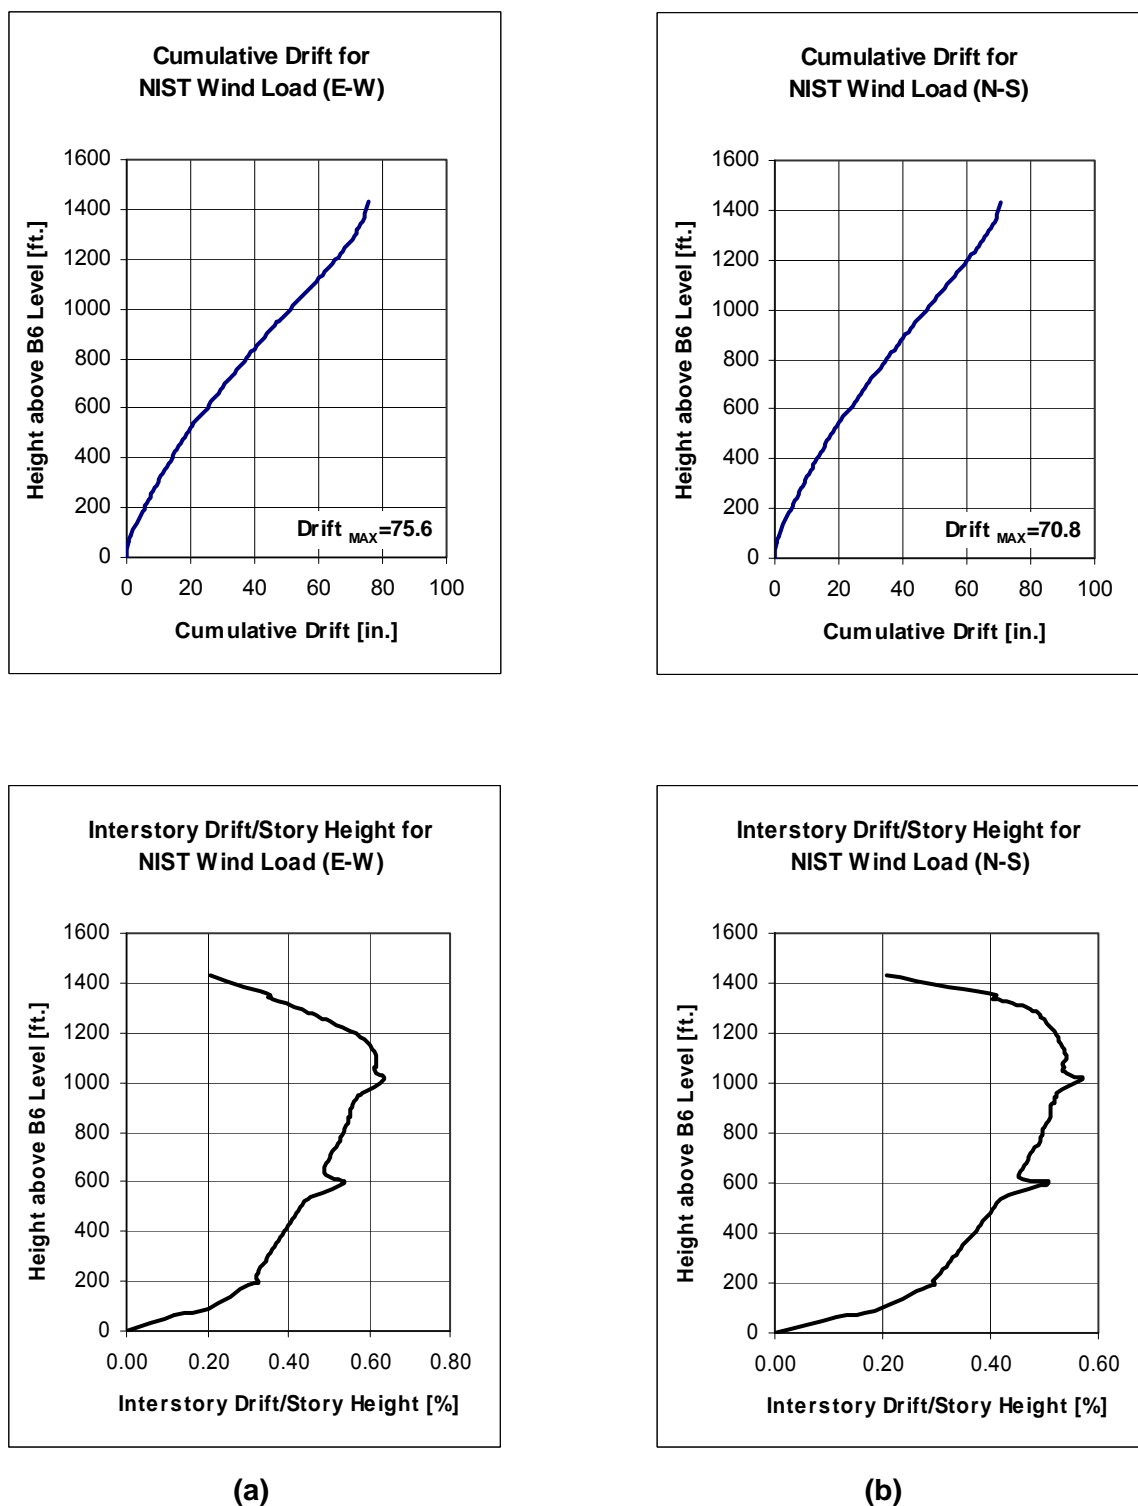 Cumulative Drift for
NIST Wind Load (E-W)
1600
1400
1200
1000
800
600
400
200
0
Height above B6 Level [ft.]
Drift MAX=75.6
0 20 40 60 80 100
Cumulative Drift [in.]
Cumulative Drift for
NIST Wind Load (N-S)
1600
1400
1200
1000
800
600
400
200
0
Height above B6 Level [ft.]
Drift MAX=70.8
0 20 40 60 80 100
Cumulative Drift [in.]
Interstory Drift/Story Height for
NIST Wind Load (E-W)
1600
1400
1200
1000
800
600
400
200
0
Height above B6 Level [ft.]
0.00 0.20 0.40 0.60 0.80
Interstory Drift/Story Height [%]
Interstory Drift/Story Height for
NIST Wind Load (N-S)
1600
1400
1200
1000
800
600
400
200
0
Height above B6 Level [ft.]
0.00 0.20 0.40 0.60
Interstory Drift/Story Height [%]
(a)
(b)